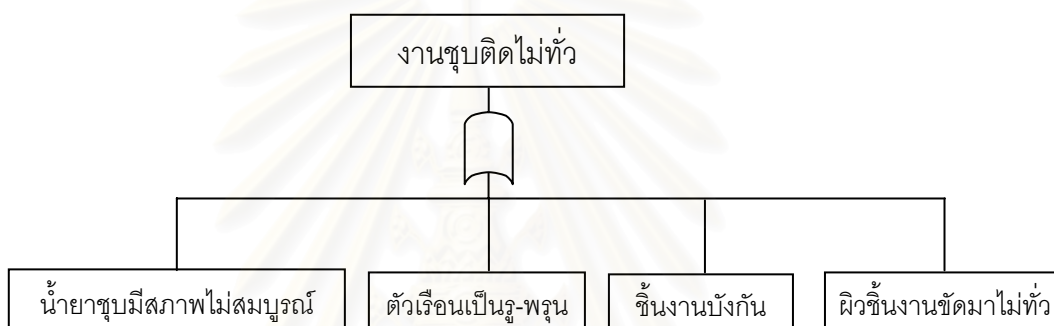 งานชุบติดไม่ทั่ว
น้ำยาชุบมีสภาพไม่สมบูรณ์
ตัวเรือนเป็นรู-พรุน
ชิ้นงานบังกัน
ผิวชิ้นงานขัดมาไม่ทั่ว